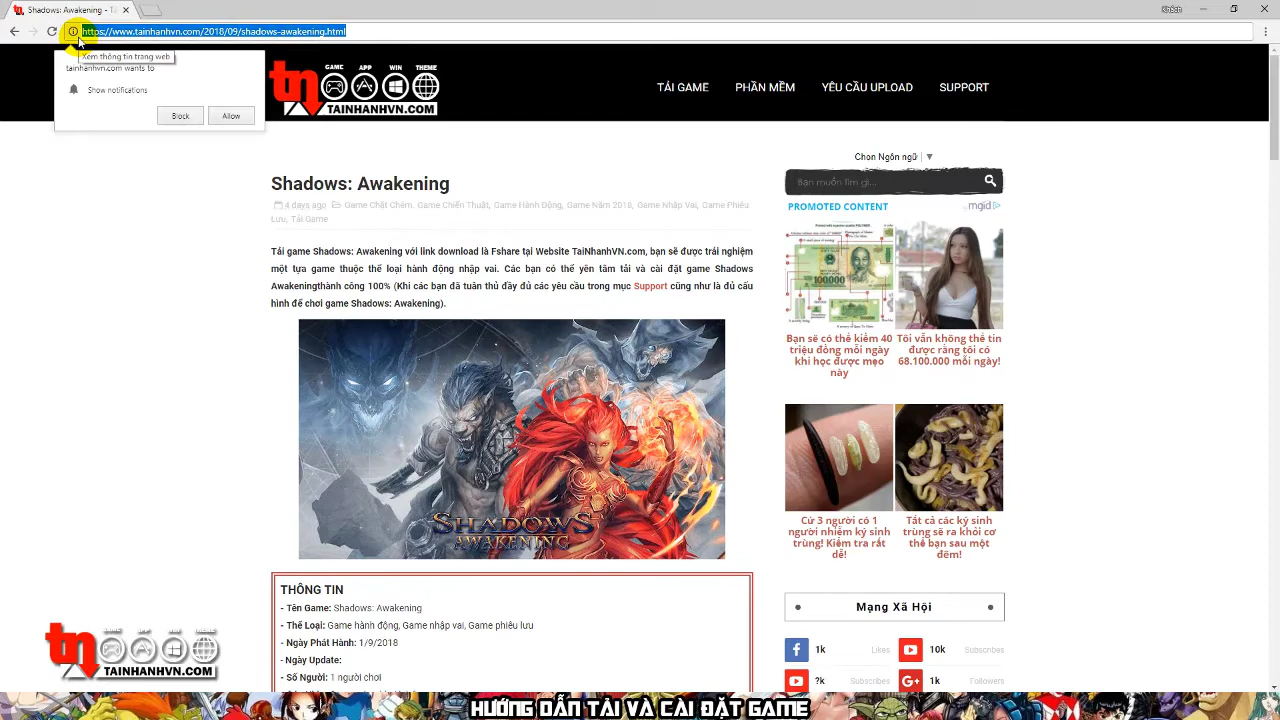 Shadows: Awakening - Tả
https://www.tainhanhvn.com/2018/09/shadows-awakening.html
Xem thông tin trang web
tainhanhvn.com wants to
Show notifications
Block
Allow
GAME APP WIN THEME
TAINHANHVN.COM
TẢI GAME
PHẦN MỀM
YÊU CẦU UPLOAD
SUPPORT
Shadows: Awakening
4 days ago Game Chặt Chém, Game Chiến Thuật, Game Hành Động, Game Năm 2018, Game Nhập Vai, Game Phiêu
Lưu, Tải Game
Tải game Shadows: Awakening với link download là Fshare tại Website TaiNhanhVN.com, bạn sẽ được trải nghiệm
một tựa game thuộc thể loại hành động nhập vai. Các bạn có thể yên tâm tải và cài đặt game Shadows
Awakeningthành công 100% (Khi các bạn đã tuân thủ đầy đủ các yêu cầu trong mục Support cũng như là đủ cấu
hình để chơi game Shadows: Awakening).
SHADOWS
AWAKENING
THÔNG TIN
- Tên Game: Shadows: Awakening
- Thể Loại: Game hành động, Game nhập vai, Game phiêu lưu
- Ngày Phát Hành: 1/9/2018
- Ngày Update:
- Số Người: 1 người chơi
Chọn Ngôn ngữ ▼
Bạn muốn tìm gì...
PROMOTED CONTENT
mgid
Bạn sẽ có thể kiếm 40
triệu đồng mỗi ngày
khi học được mẹo
này
Tôi vẫn không thể tin
được rằng tôi có
68.100.000 mỗi ngày!
Cứ 3 người có 1
người nhiễm ký sinh
trùng! Kiểm tra rất
dễ!
Tất cả các ký sinh
trùng sẽ ra khỏi cơ
thể bạn sau một
đêm!
Mạng Xã Hội
1k Likes
10k Subscribes
?k Subscribes
1k Followers
GAME APP WIN THEME
TAINHANHVN.COM
HƯỚNG DẪN TẢI VÀ CÀI ĐẶT GAME